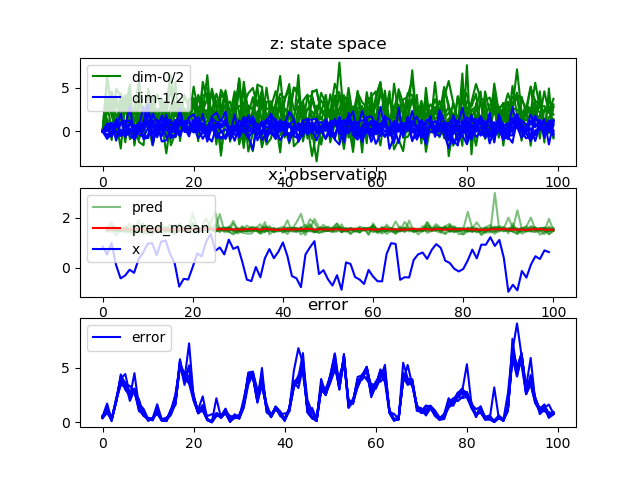 z: state space
dim-0/2
dim-1/2
5
0
0 20 40 60 80 100
x: observation
pred
pred_mean
x
2
0
0 20 40 60 80 100
error
error
5
0
0 20 40 60 80 100